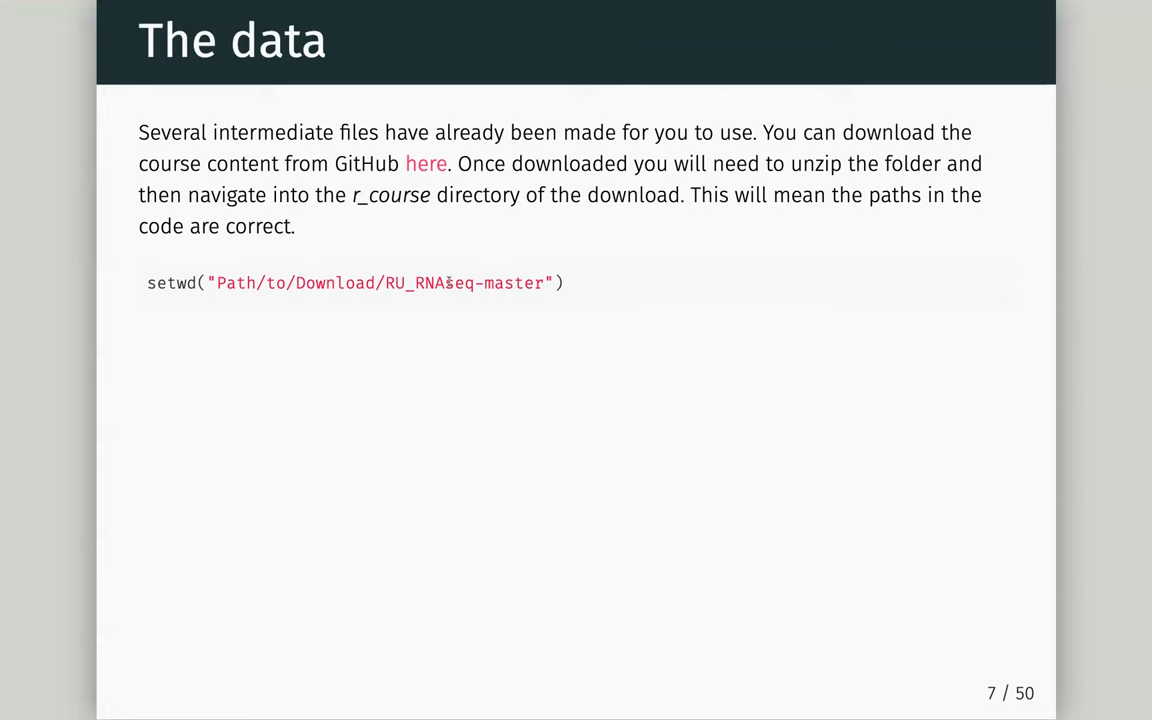 The data
Several intermediate files have already been made for you to use. You can download the
course content from GitHub here. Once downloaded you will need to unzip the folder and
then navigate into the r_course directory of the download. This will mean the paths in the
code are correct.
setwd("Path/to/Download/RU_RNAseq-master")
7 / 50